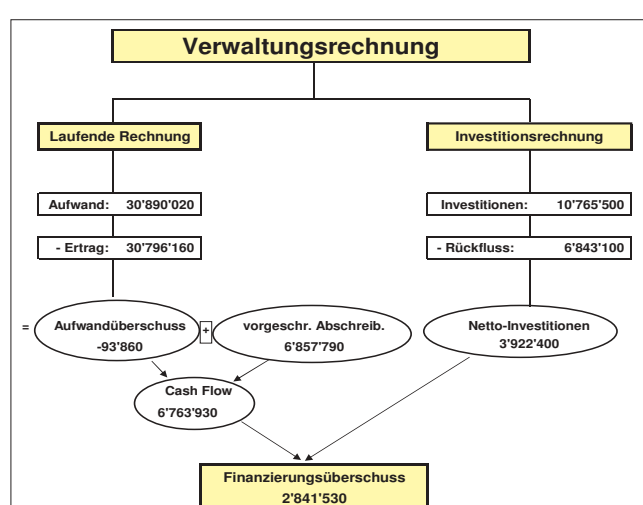 Verwaltungsrechnung
Laufende Rechnung
Investitionsrechnung
Aufwand: 30'890'020
Investitionen: 10'765'500
- Ertrag: 30'796'160
- Rückfluss: 6'843'100
=
Aufwandüberschuss
-93'860
+
vorgeschr. Abschreib.
6'857'790
Netto-Investitionen
3'922'400
Cash Flow
6'763'930
Finanzierungsüberschuss
2'841'530